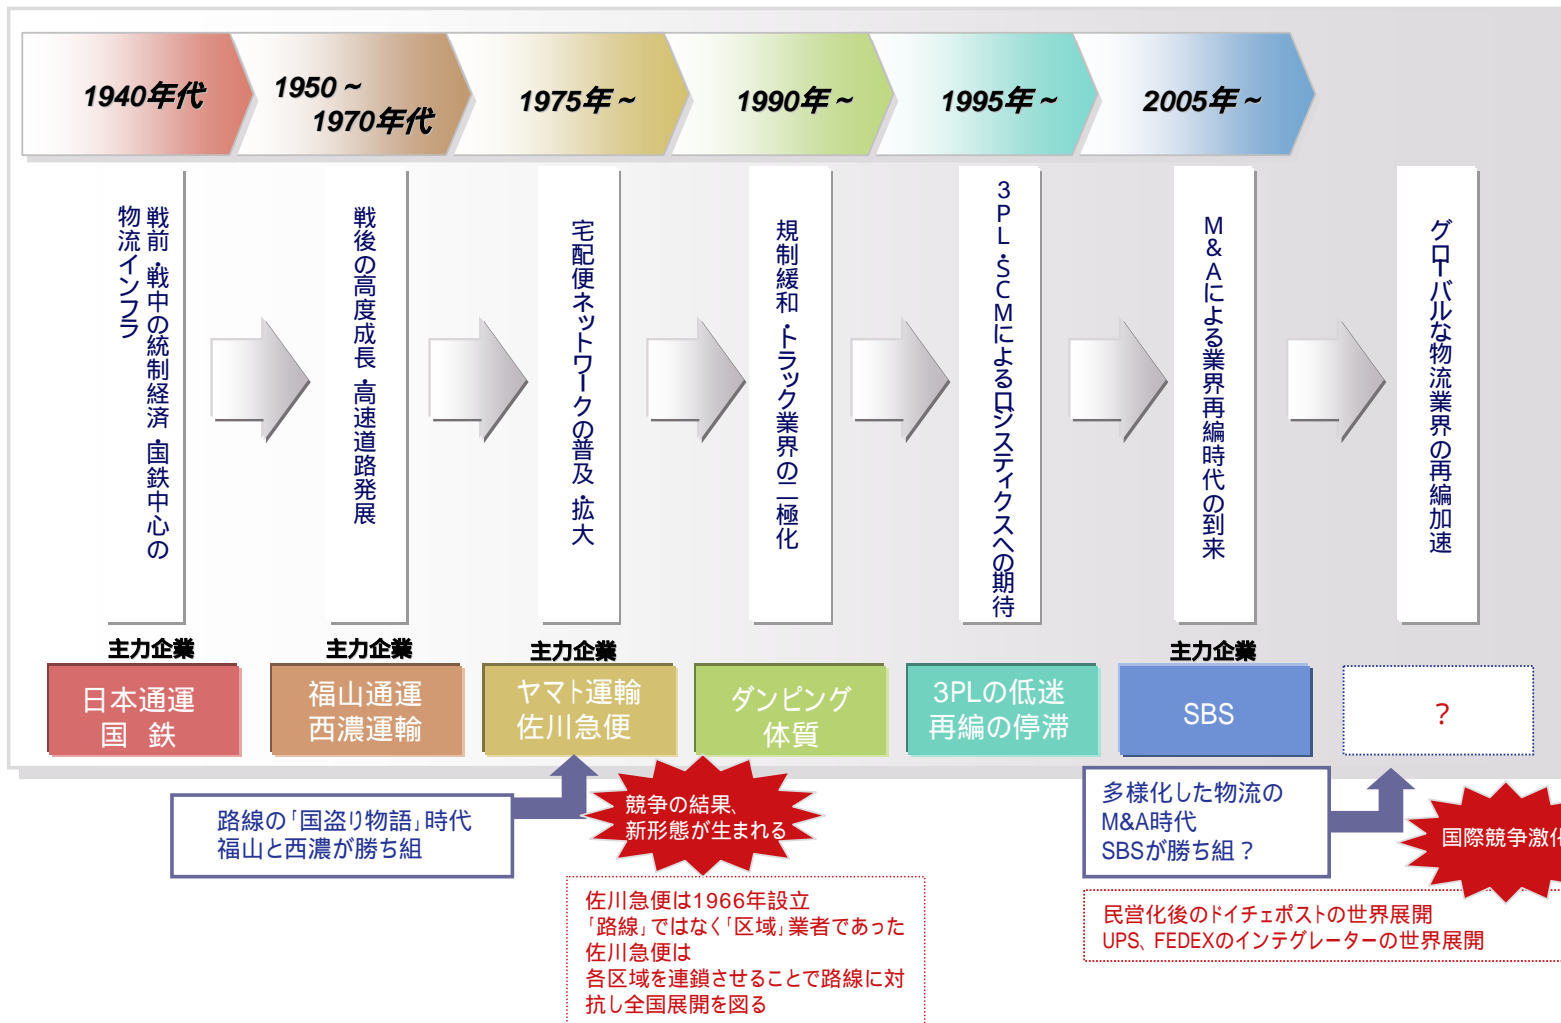 1940年代
1950～
1970年代
1975年～
1990年～
1995年～
2005年～
戦前・戦中の統制経済・国鉄中心の
物流インフラ
戦後の高度成長・高速道路発展
宅配便ネットワークの普及・拡大
規制緩和・トラック業界の二極化
3PL・SCMによるロジスティクスへの期待
M&Aによる業界再編時代の到来
グローバルな物流業界の再編加速
主力企業
主力企業
主力企業
主力企業
日本通運
国 鉄
福山通運
西濃運輸
ヤマト運輸
佐川急便
ダンピング
体質
3PLの低迷
再編の停滞
SBS
？
路線の「国盗り物語」時代
福山と西濃が勝ち組
競争の結果、
新形態が生まれる
佐川急便は1966年設立
「路線」ではなく「区域」業者であった
佐川急便は
各区域を連鎖させることで路線に対
抗し全国展開を図る
多様化した物流の
M&A時代
SBSが勝ち組？
国際競争激化
民営化後のドイチェポストの世界展開
UPS、FEDEXのインテグレーターの世界展開